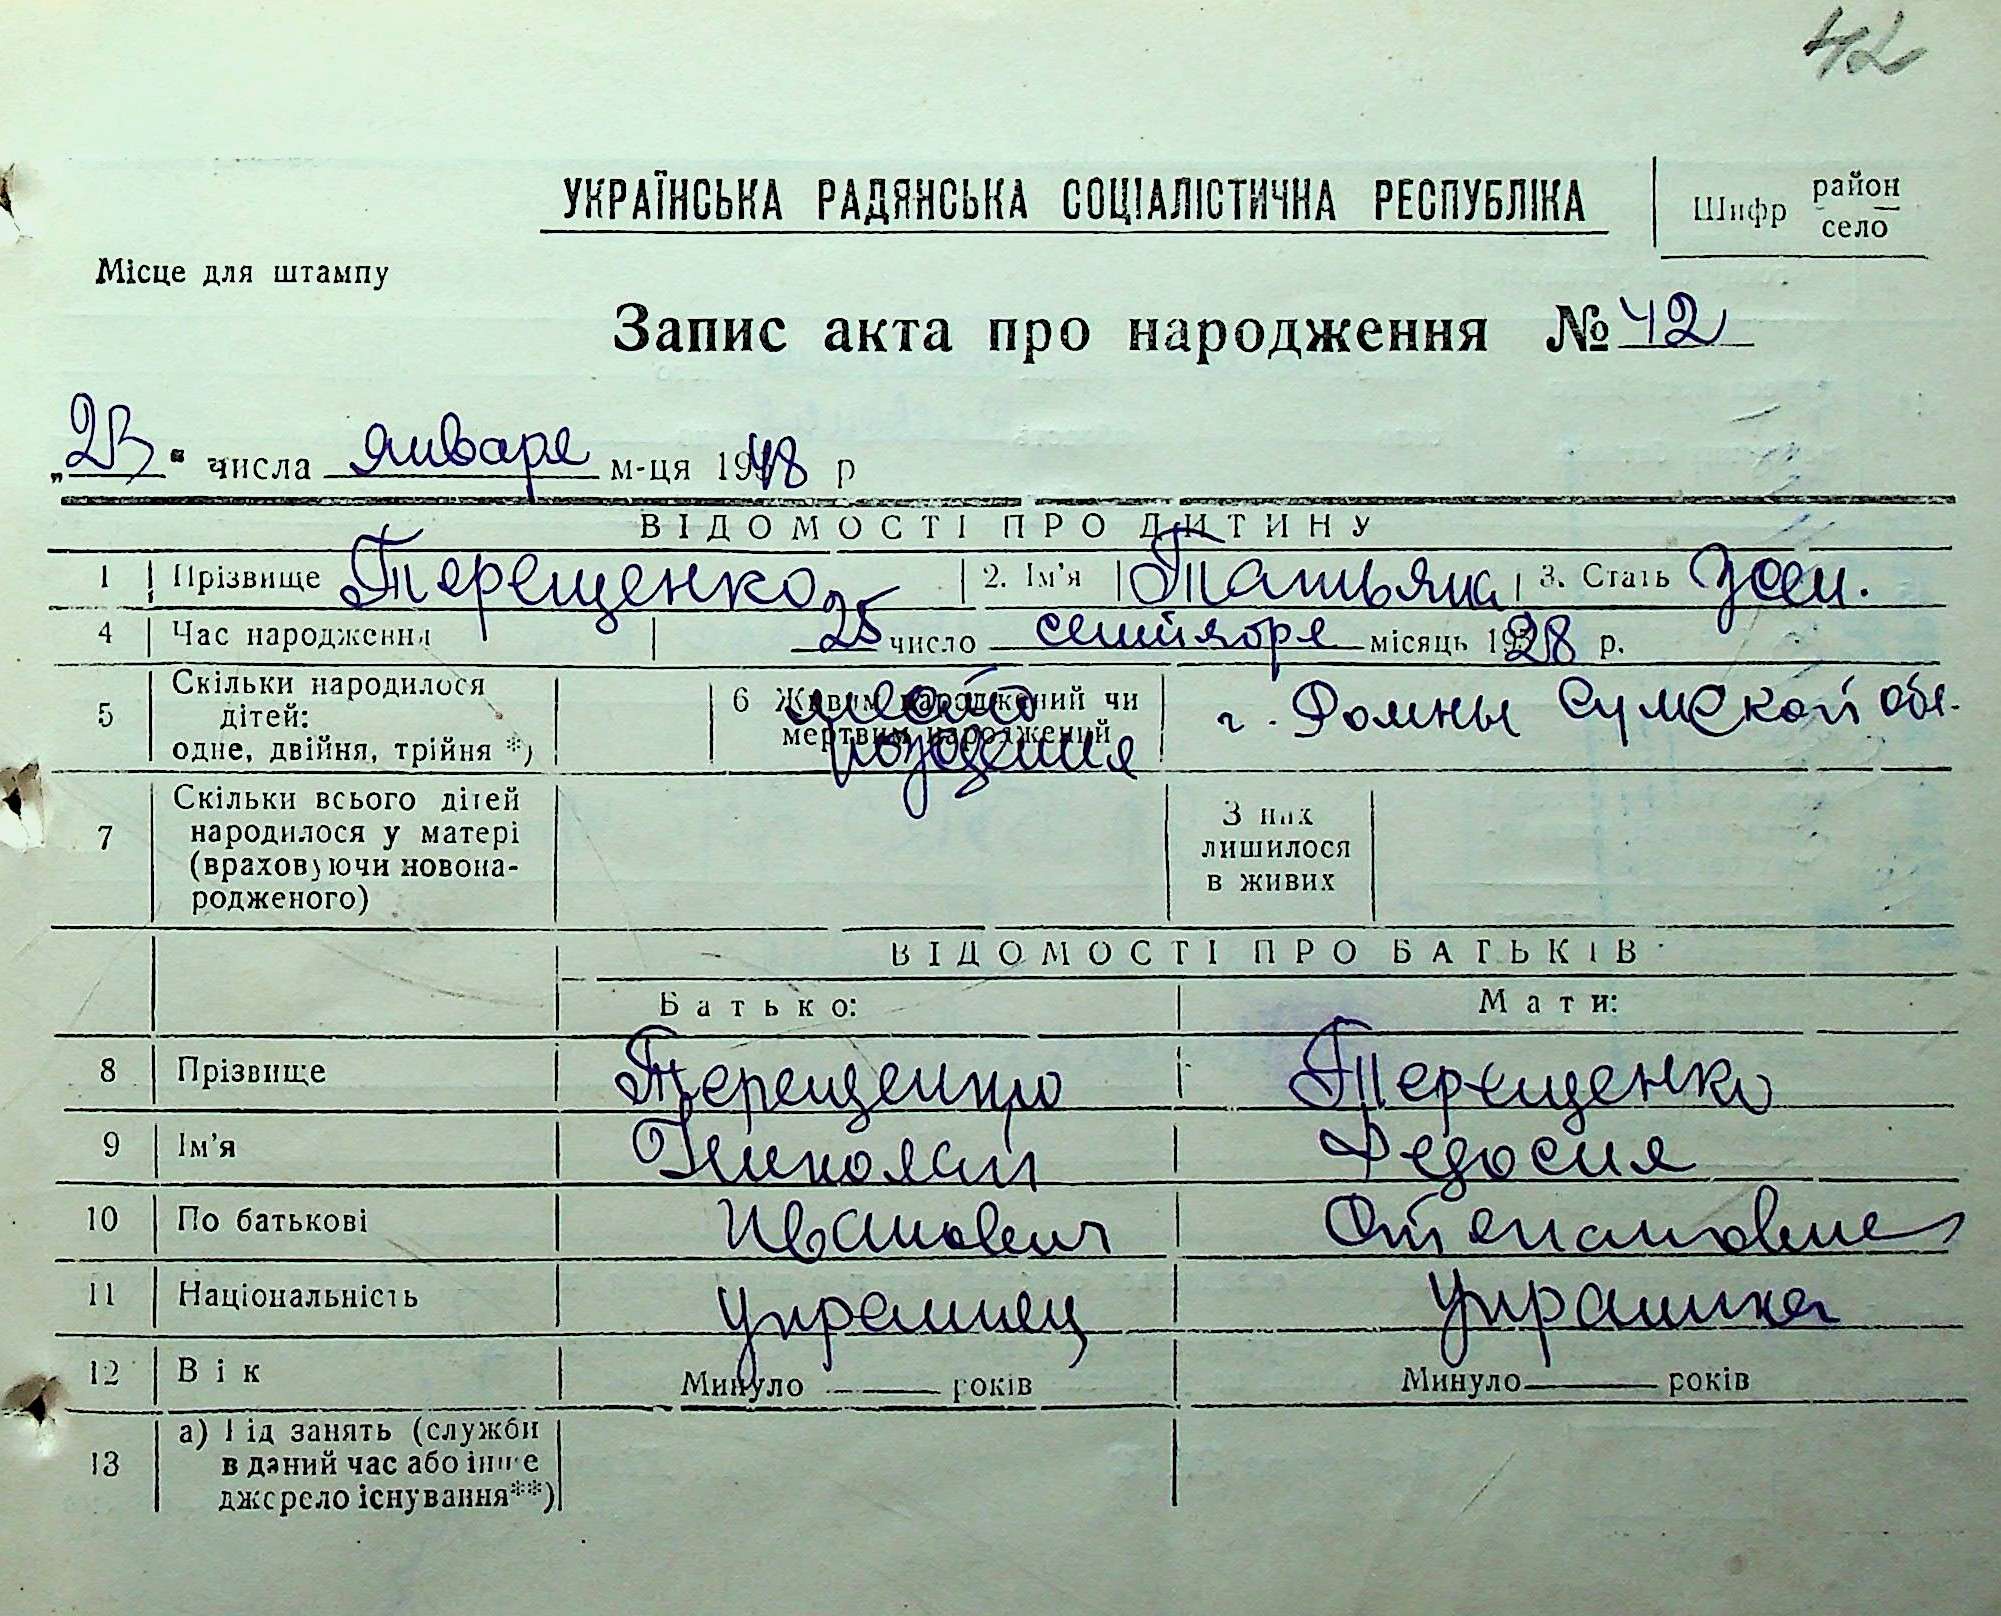 42
УКРАЇНСЬКА РАДЯНСЬКА СОЦІАЛІСТИЧНА РЕСПУБЛІКА
Шифр район село
Місце для штампу
Запис акта про народження № 42
„23" числа января м-ця 1948 р
ВІДОМОСТІ ПРО ДИТИНУ
1 Прізвище Терещенко 2. Ім'я Татьяна 3. Стать жен.
4 Час народження 25 число сентября місяць 1928 р.
5 Скільки народилося дітей: одне, двійня, трійня *) 6 Живим народжений чи мертвим народжений место рождения г. Ромны Сумской обл.
7 Скільки всього дітей народилося у матері (враховуючи новонародженого) З них лишилося в живих
ВІДОМОСТІ ПРО БАТЬКІВ
Батько: Мати:
8 Прізвище Терещенко Терещенко
9 Ім'я Николай Федосия
10 По батькові Иванович Степановна
11 Національність украинец украинка
12 Вік Минуло — років Минуло — років
13 а) Від занять (служби
в даний час або інше
джерело існування**)